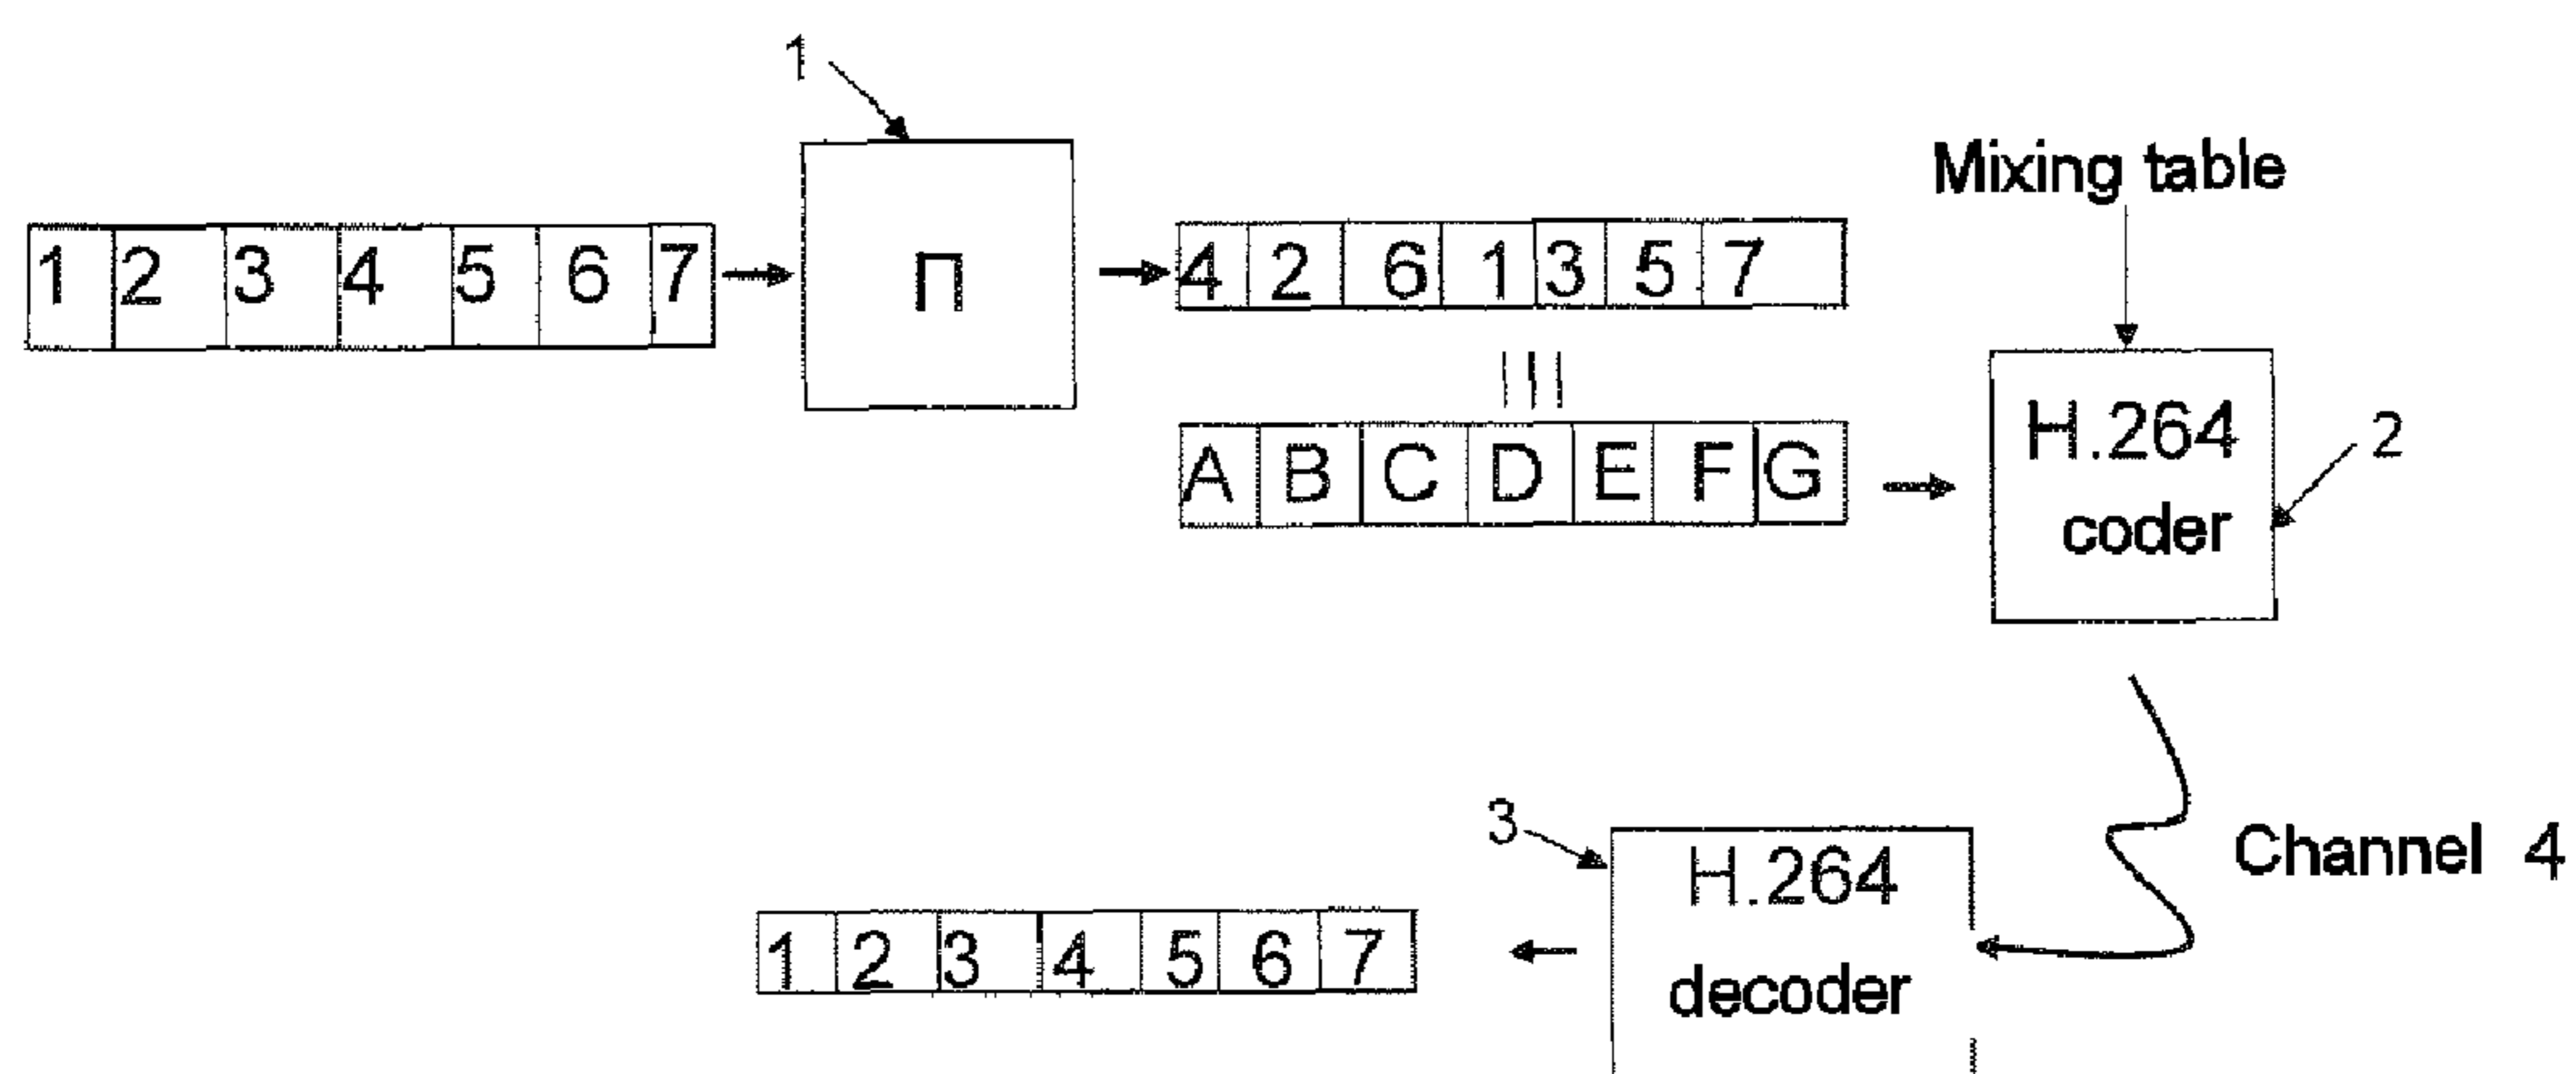 1
Mixing table
1 2 3 4 5 6 7
Π
4 2 6 1 3 5 7
A B C D E F G
H.264
coder
2
3
H.264
decoder
Channel 4
1 2 3 4 5 6 7